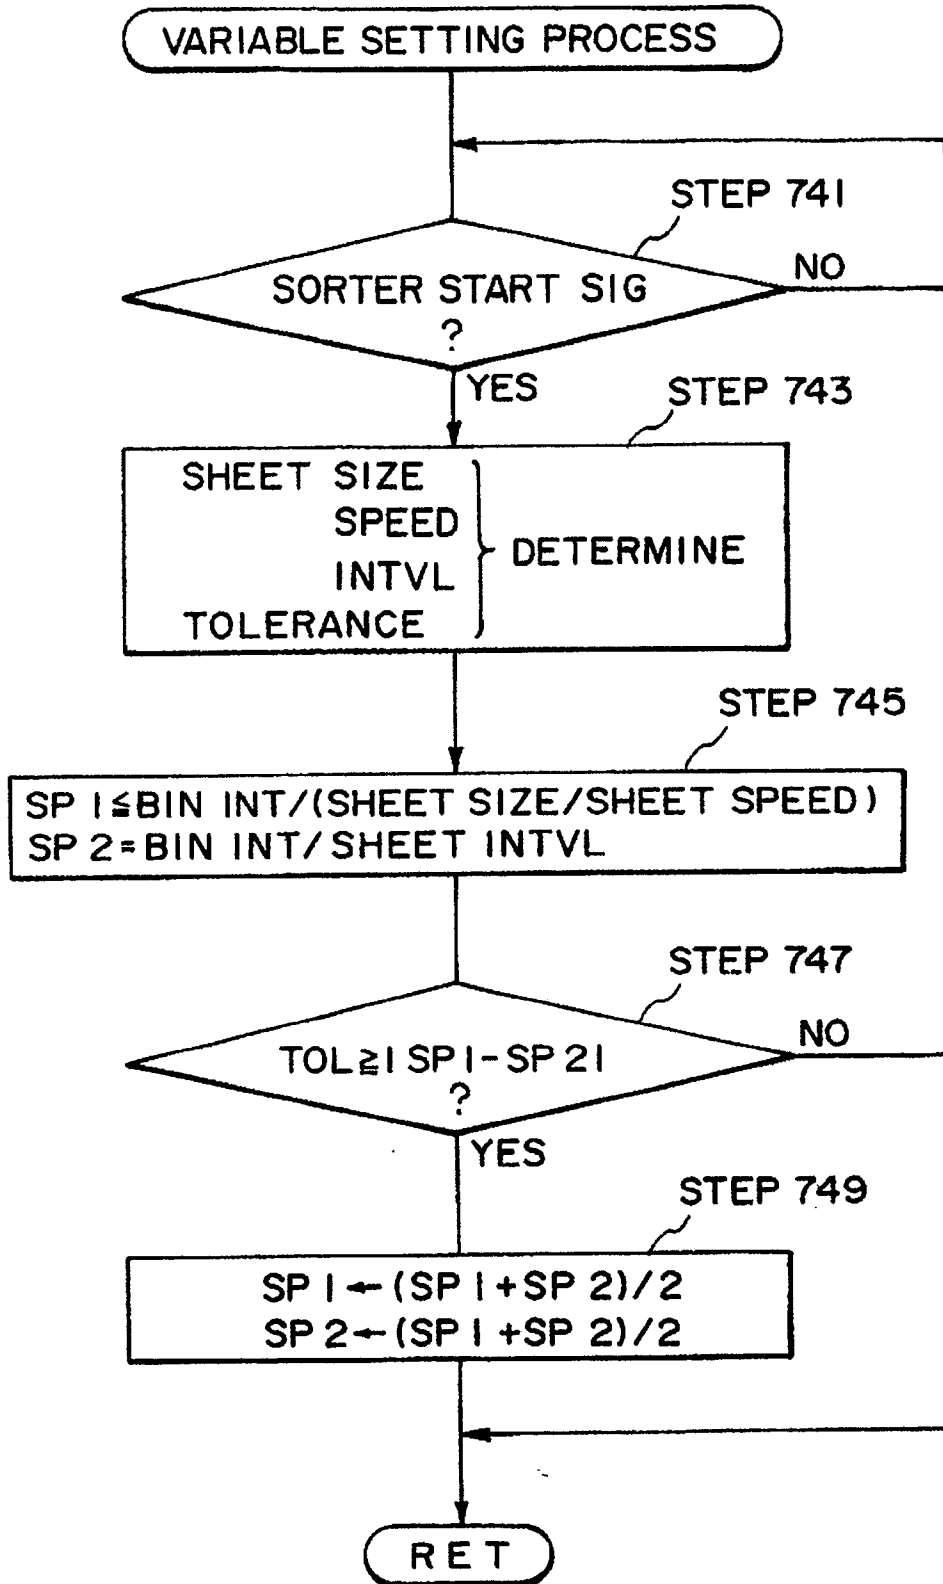 VARIABLE SETTING PROCESS
STEP 741
SORTER START SIG
?
NO
YES
STEP 743
SHEET SIZE
SPEED
INTVL
TOLERANCE
DETERMINE
STEP 745
SP 1≦BIN INT/(SHEET SIZE/SHEET SPEED)
SP 2=BIN INT/SHEET INTVL
STEP 747
TOL≧|SP1-SP2|
?
NO
YES
STEP 749
SP 1←(SP 1+SP 2)/2
SP 2←(SP 1+SP 2)/2
RET